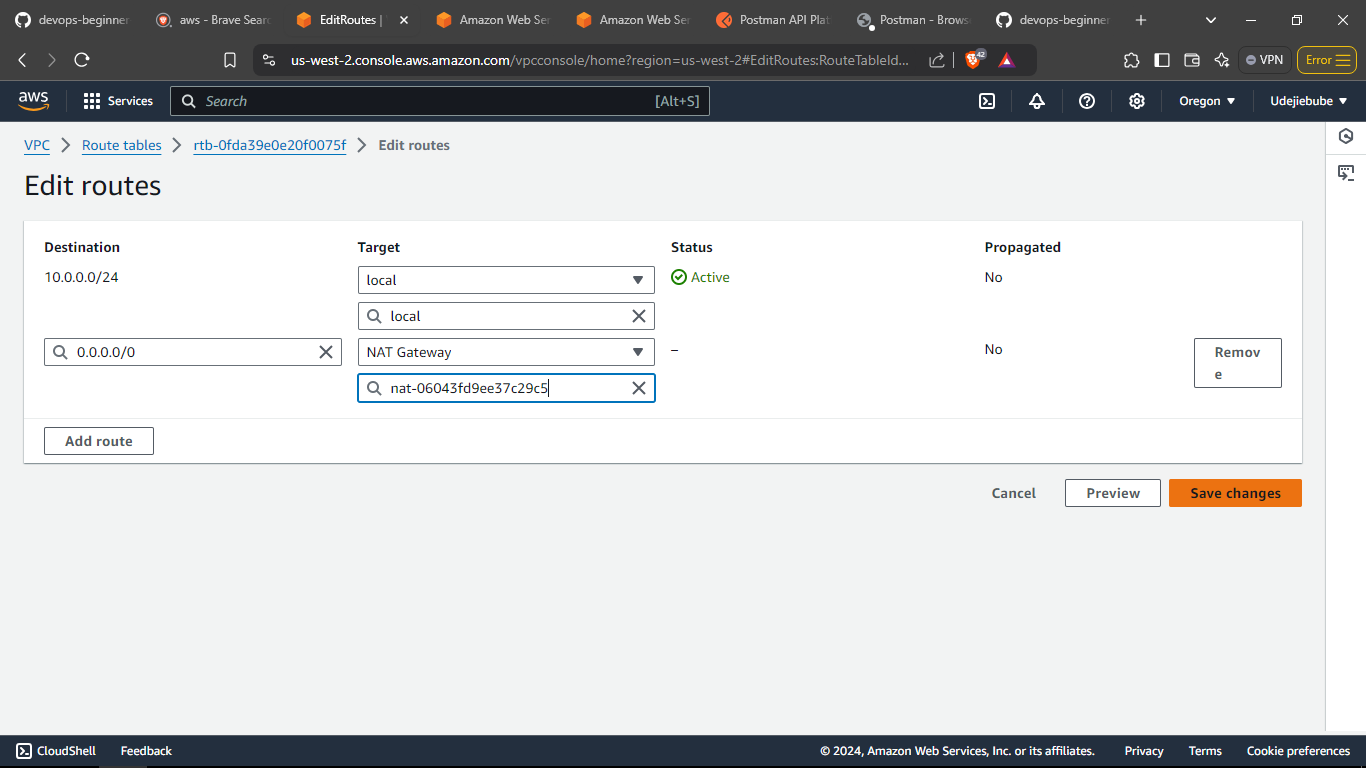 devops-beginner
aws - Brave Sear
EditRoutes |
Amazon Web Ser
Amazon Web Ser
Postman API Plat
Postman - Brows
devops-beginner
us-west-2.console.aws.amazon.com/vpcconsole/home?region=us-west-2#EditRoutes:RouteTableId...
42
VPN
Error
aws
Services
Search
[Alt+S]
Oregon
Udejiebube
VPC
Route tables
rtb-0fda39e0e20f0075f
Edit routes
Edit routes
Destination
Target
Status
Propagated
10.0.0.0/24
local
Active
No
local
0.0.0.0/0
NAT Gateway
–
No
Remov
e
nat-06043fd9ee37c29c5
Add route
Cancel
Preview
Save changes
CloudShell
Feedback
© 2024, Amazon Web Services, Inc. or its affiliates.
Privacy
Terms
Cookie preferences